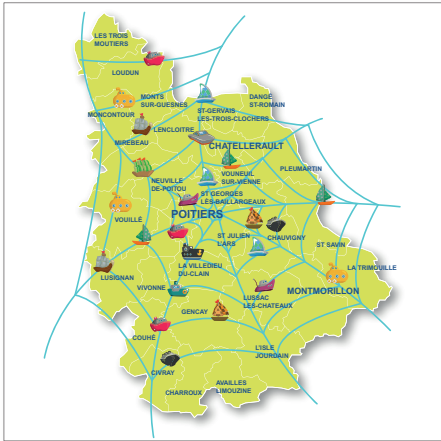 LES TROIS
MOUTIERS
LOUDUN
MONTS
SUR-GUESNES
MONCONTOUR
ST-GERVAIS
LES-TROIS-CLOCHERS
DANGÉ
ST-ROMAIN
LENCLOITRE
MIREBEAU
CHATELLERAULT
PLEUMARTIN
NEUVILLE
DE-POITOU
VOUNEUIL
SUR-VIENNE
ST GEORGES
LÈS-BAILLARGEAUX
POITIERS
VOUILLÉ
ST JULIEN
L'ARS
CHAUVIGNY
ST SAVIN
LA TRIMOUILLE
LUSIGNAN
LA VILLEDIEU
DU-CLAIN
VIVONNE
LUSSAC
LES-CHATEAUX
MONTMORILLON
GENCAY
COUHÉ
L'ISLE
JOURDAIN
CIVRAY
CHARROUX
AVAILLES
LIMOUZINE